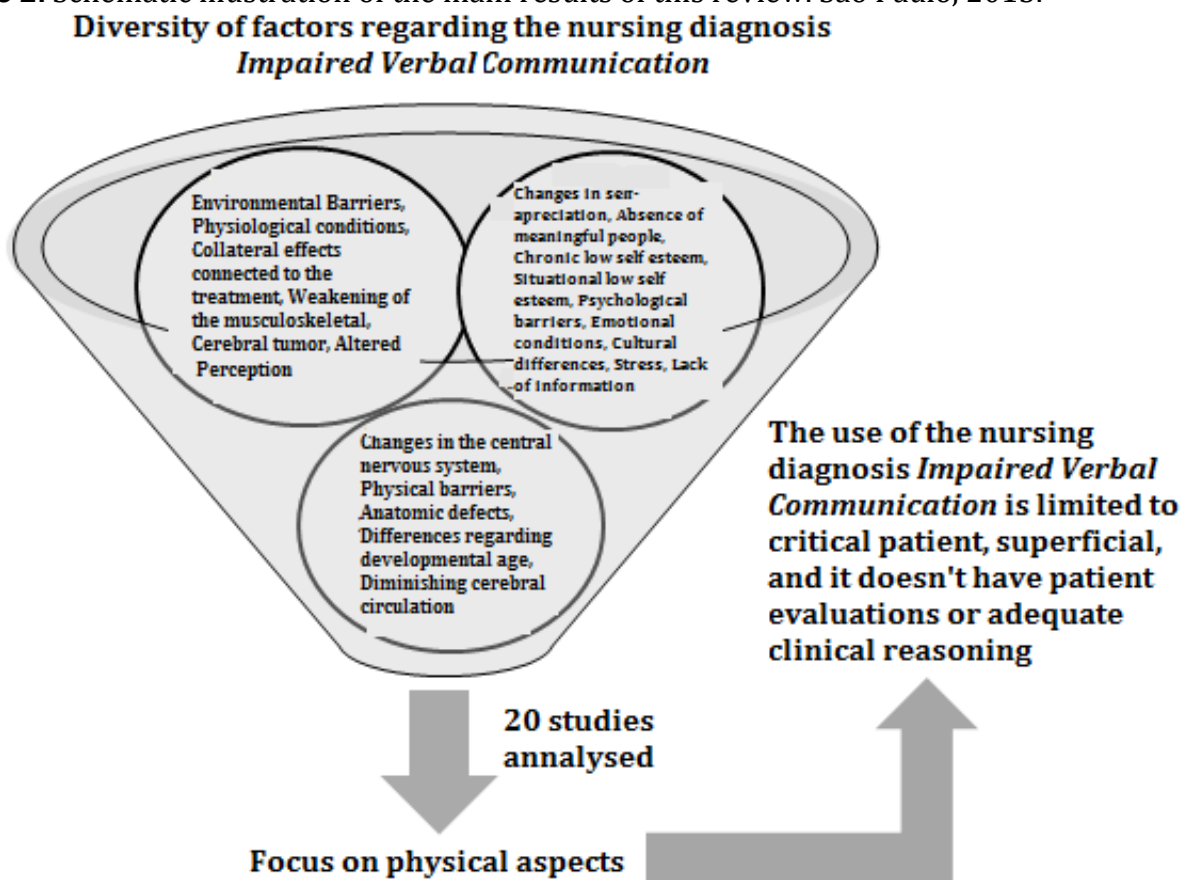 2. Schematic illustration of the main results of this review. São Paulo, 2015.
Diversity of factors regarding the nursing diagnosis
Impaired Verbal Communication
Environmental Barriers,
Physiological conditions,
Collateral effects
connected to the
treatment, Weakening of
the musculoskeletal,
Cerebral tumor, Altered
Perception
Changes in self-
apreciation, Absence of
meaningful people,
Chronic low self esteem,
Situational low self
esteem, Psychological
barriers, Emotional
conditions, Cultural
differences, Stress, Lack
of information
Changes in the central
nervous system,
Physical barriers,
Anatomic defects,
Differences regarding
developmental age,
Diminishing cerebral
circulation
The use of the nursing
diagnosis Impaired Verbal
Communication is limited to
critical patient, superficial,
and it doesn't have patient
evaluations or adequate
clinical reasoning
20 studies
annalysed
Focus on physical aspects